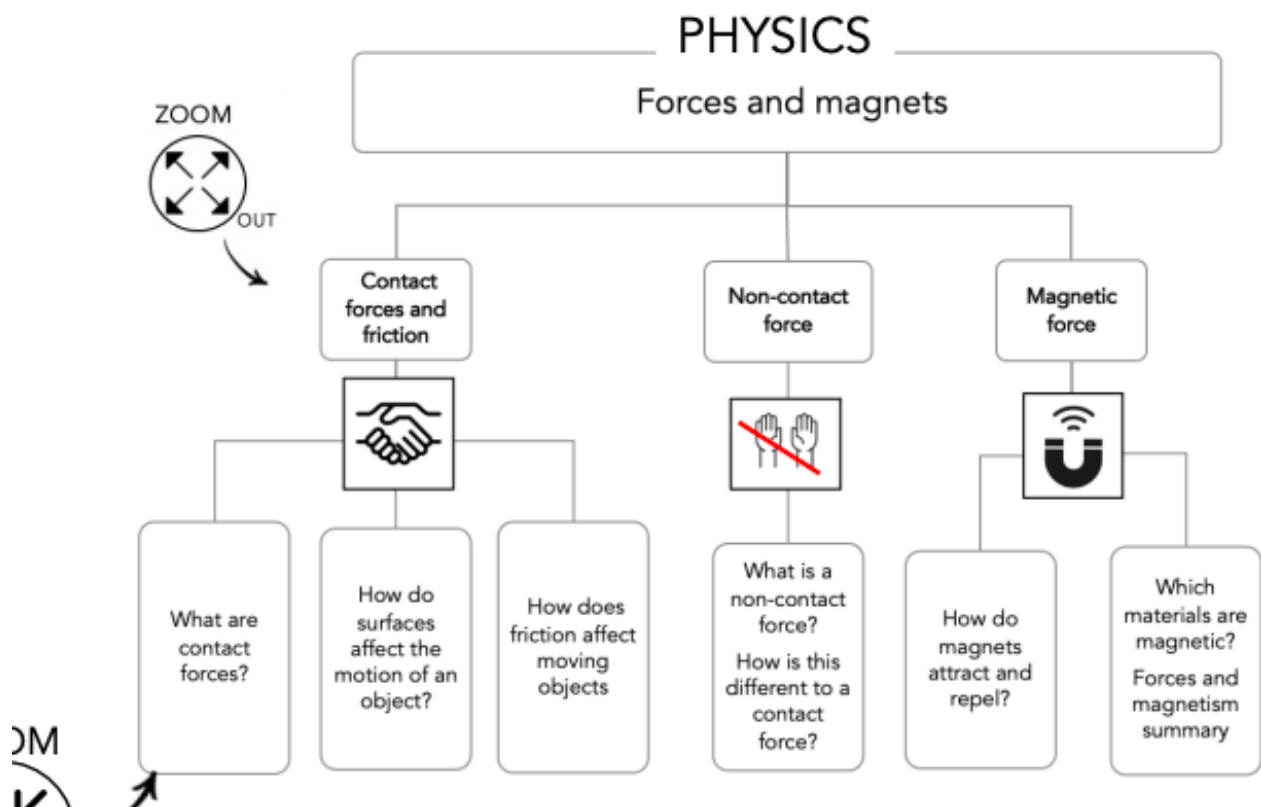 PHYSICS
Forces and magnets
ZOOM
OUT
Contact
forces and
friction
Non-contact
force
Magnetic
force
What are
contact
forces?
How do
surfaces
affect the
motion of an
object?
How does
friction affect
moving
objects
What is a
non-contact
force?
How is this
different to a
contact
force?
How do
magnets
attract and
repel?
Which
materials are
magnetic?
Forces and
magnetism
summary
OM